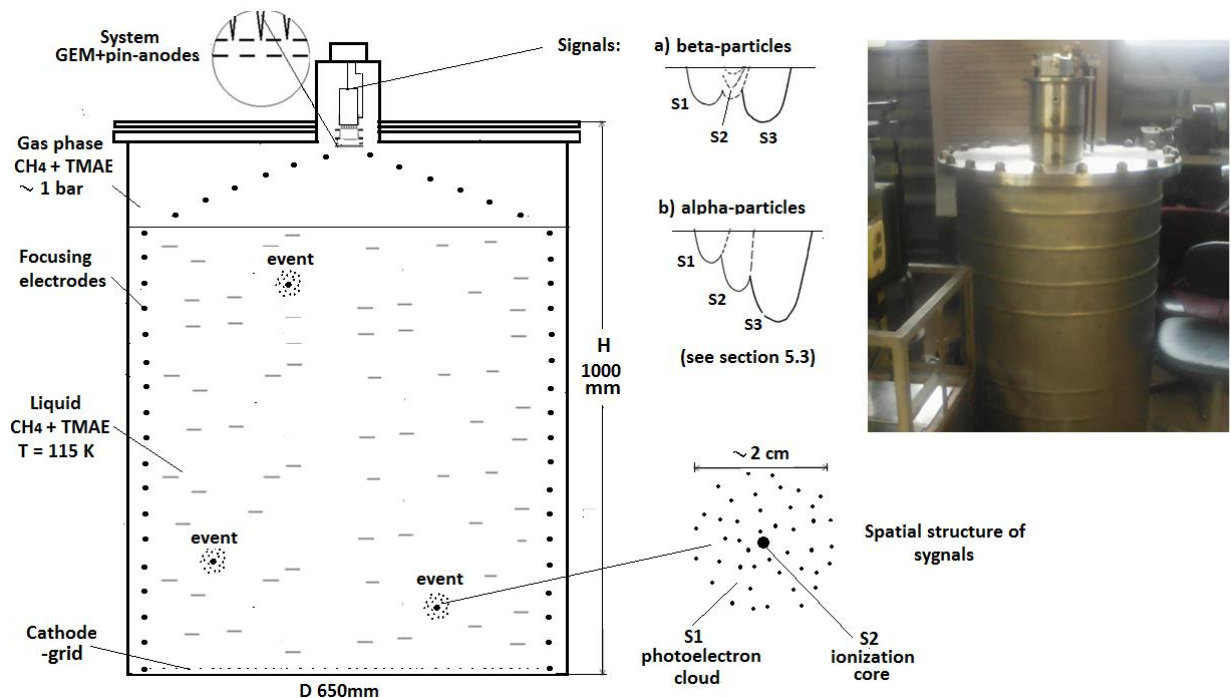 System
GEM+pin-anodes
Signals:
a) beta-particles
S1
S2
S3
Gas phase
CH4 + TMAE
~ 1 bar
b) alpha-particles
S1
S2
S3
(see section 5.3)
Focusing
electrodes
event
H
1000
mm
Liquid
CH4 + TMAE
T = 115 K
~ 2 cm
Spatial structure of
sygnals
event
event
S1
photoelectron
cloud
S2
ionization
core
Cathode
-grid
D 650mm